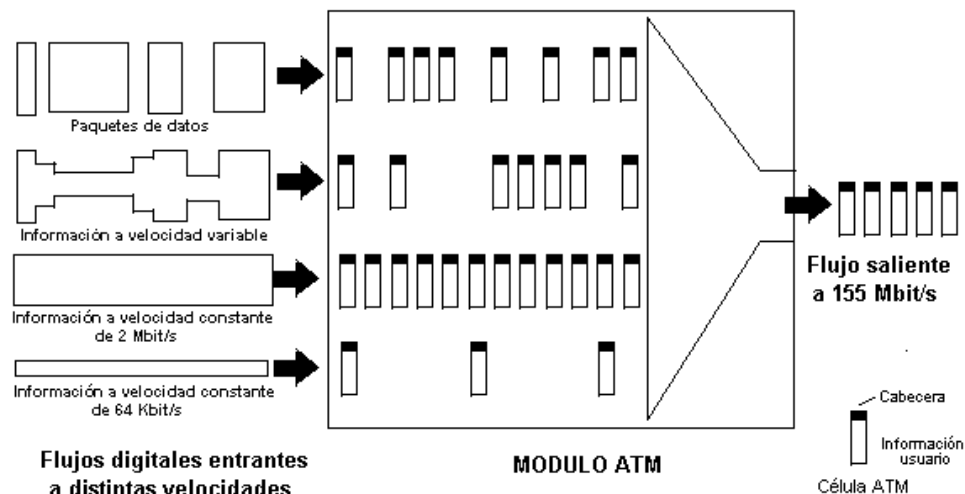 Paquetes de datos
Información a velocidad variable
Información a velocidad constante
de 2 Mbit/s
Información a velocidad constante
de 64 Kbit/s
Flujos digitales entrantes
a distintas velocidades
MODULO ATM
Flujo saliente
a 155 Mbit/s
Cabecera
Información
usuario
Célula ATM